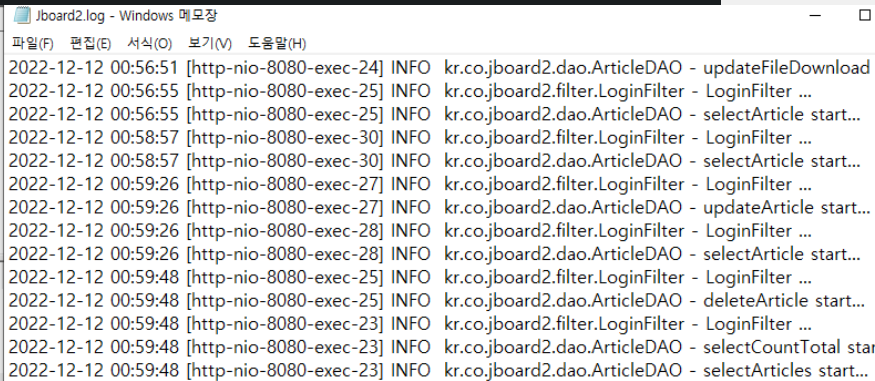 Jboard2.log - Windows 메모장
파일(F) 편집(E) 서식(O) 보기(V) 도움말(H)
2022-12-12 00:56:51 [http-nio-8080-exec-24] INFO kr.co.jboard2.dao.ArticleDAO - updateFileDownload
2022-12-12 00:56:55 [http-nio-8080-exec-25] INFO kr.co.jboard2.filter.LoginFilter - LoginFilter ...
2022-12-12 00:56:55 [http-nio-8080-exec-25] INFO kr.co.jboard2.dao.ArticleDAO - selectArticle start...
2022-12-12 00:58:57 [http-nio-8080-exec-30] INFO kr.co.jboard2.filter.LoginFilter - LoginFilter ...
2022-12-12 00:58:57 [http-nio-8080-exec-30] INFO kr.co.jboard2.dao.ArticleDAO - selectArticle start...
2022-12-12 00:59:26 [http-nio-8080-exec-27] INFO kr.co.jboard2.filter.LoginFilter - LoginFilter ...
2022-12-12 00:59:26 [http-nio-8080-exec-27] INFO kr.co.jboard2.dao.ArticleDAO - updateArticle start...
2022-12-12 00:59:26 [http-nio-8080-exec-28] INFO kr.co.jboard2.filter.LoginFilter - LoginFilter ...
2022-12-12 00:59:26 [http-nio-8080-exec-28] INFO kr.co.jboard2.dao.ArticleDAO - selectArticle start...
2022-12-12 00:59:48 [http-nio-8080-exec-25] INFO kr.co.jboard2.filter.LoginFilter - LoginFilter ...
2022-12-12 00:59:48 [http-nio-8080-exec-25] INFO kr.co.jboard2.dao.ArticleDAO - deleteArticle start...
2022-12-12 00:59:48 [http-nio-8080-exec-23] INFO kr.co.jboard2.filter.LoginFilter - LoginFilter ...
2022-12-12 00:59:48 [http-nio-8080-exec-23] INFO kr.co.jboard2.dao.ArticleDAO - selectCountTotal star
2022-12-12 00:59:48 [http-nio-8080-exec-23] INFO kr.co.jboard2.dao.ArticleDAO - selectArticles start...